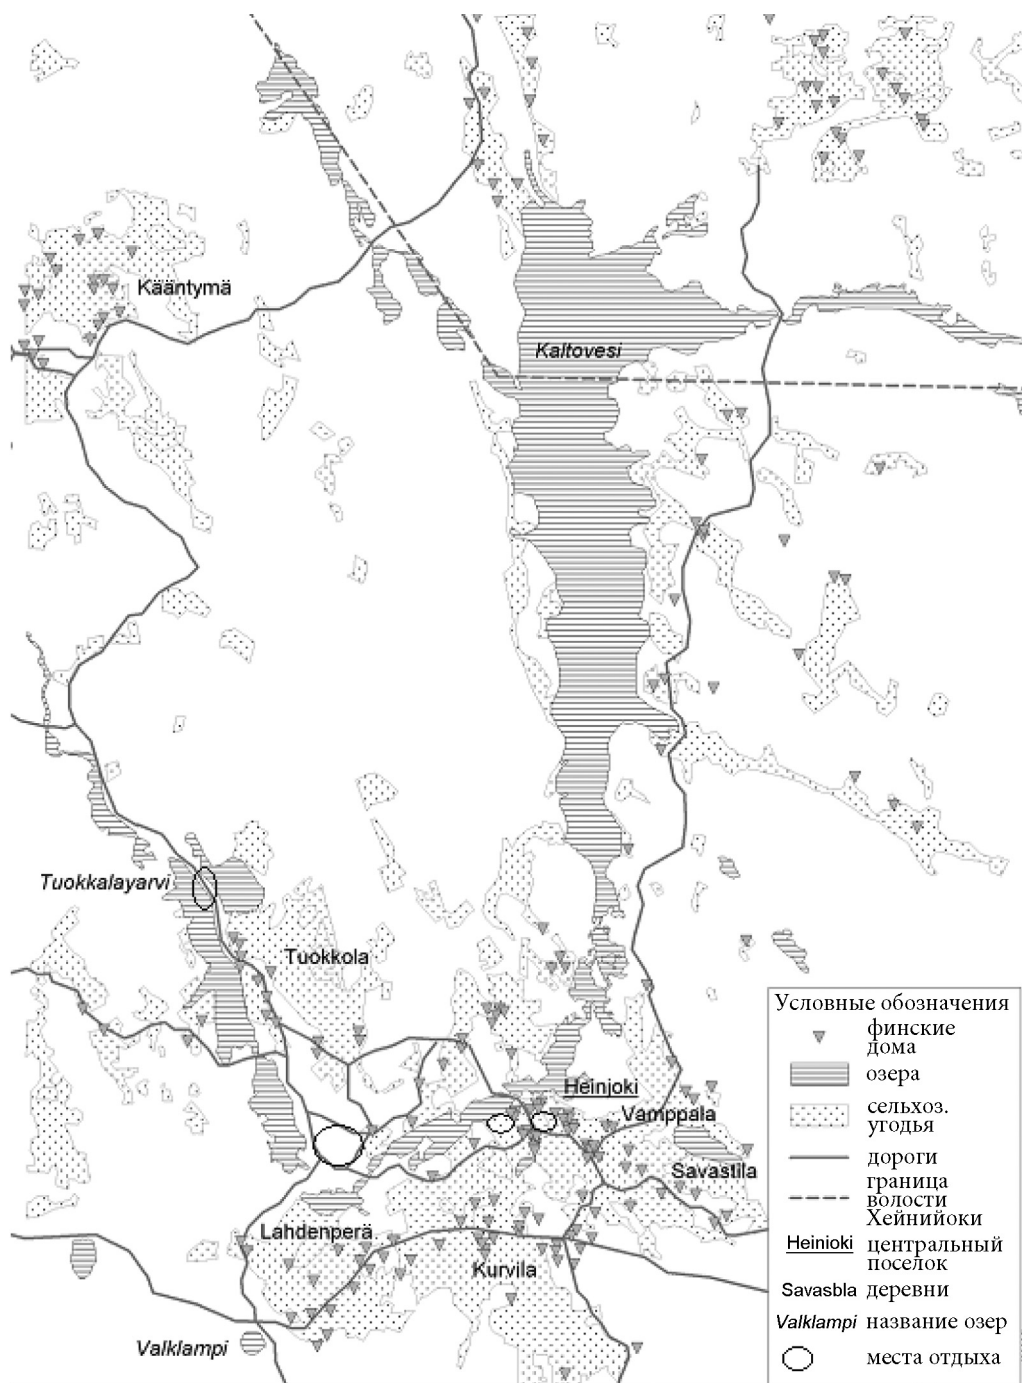 Kääntymä
Kaltovesi
Tuokkalayarvi
Tuokkola
Heinjoki
Vamppala
Savastila
Lahdenperä
Kurvila
Valklampi
Условные обозначения
финские
дома
озера
сельхоз.
угодья
дороги
граница
волости
Хейнийоки
Heinioki центральный
поселок
Savasbla деревни
Valklampi название озер
места отдыха